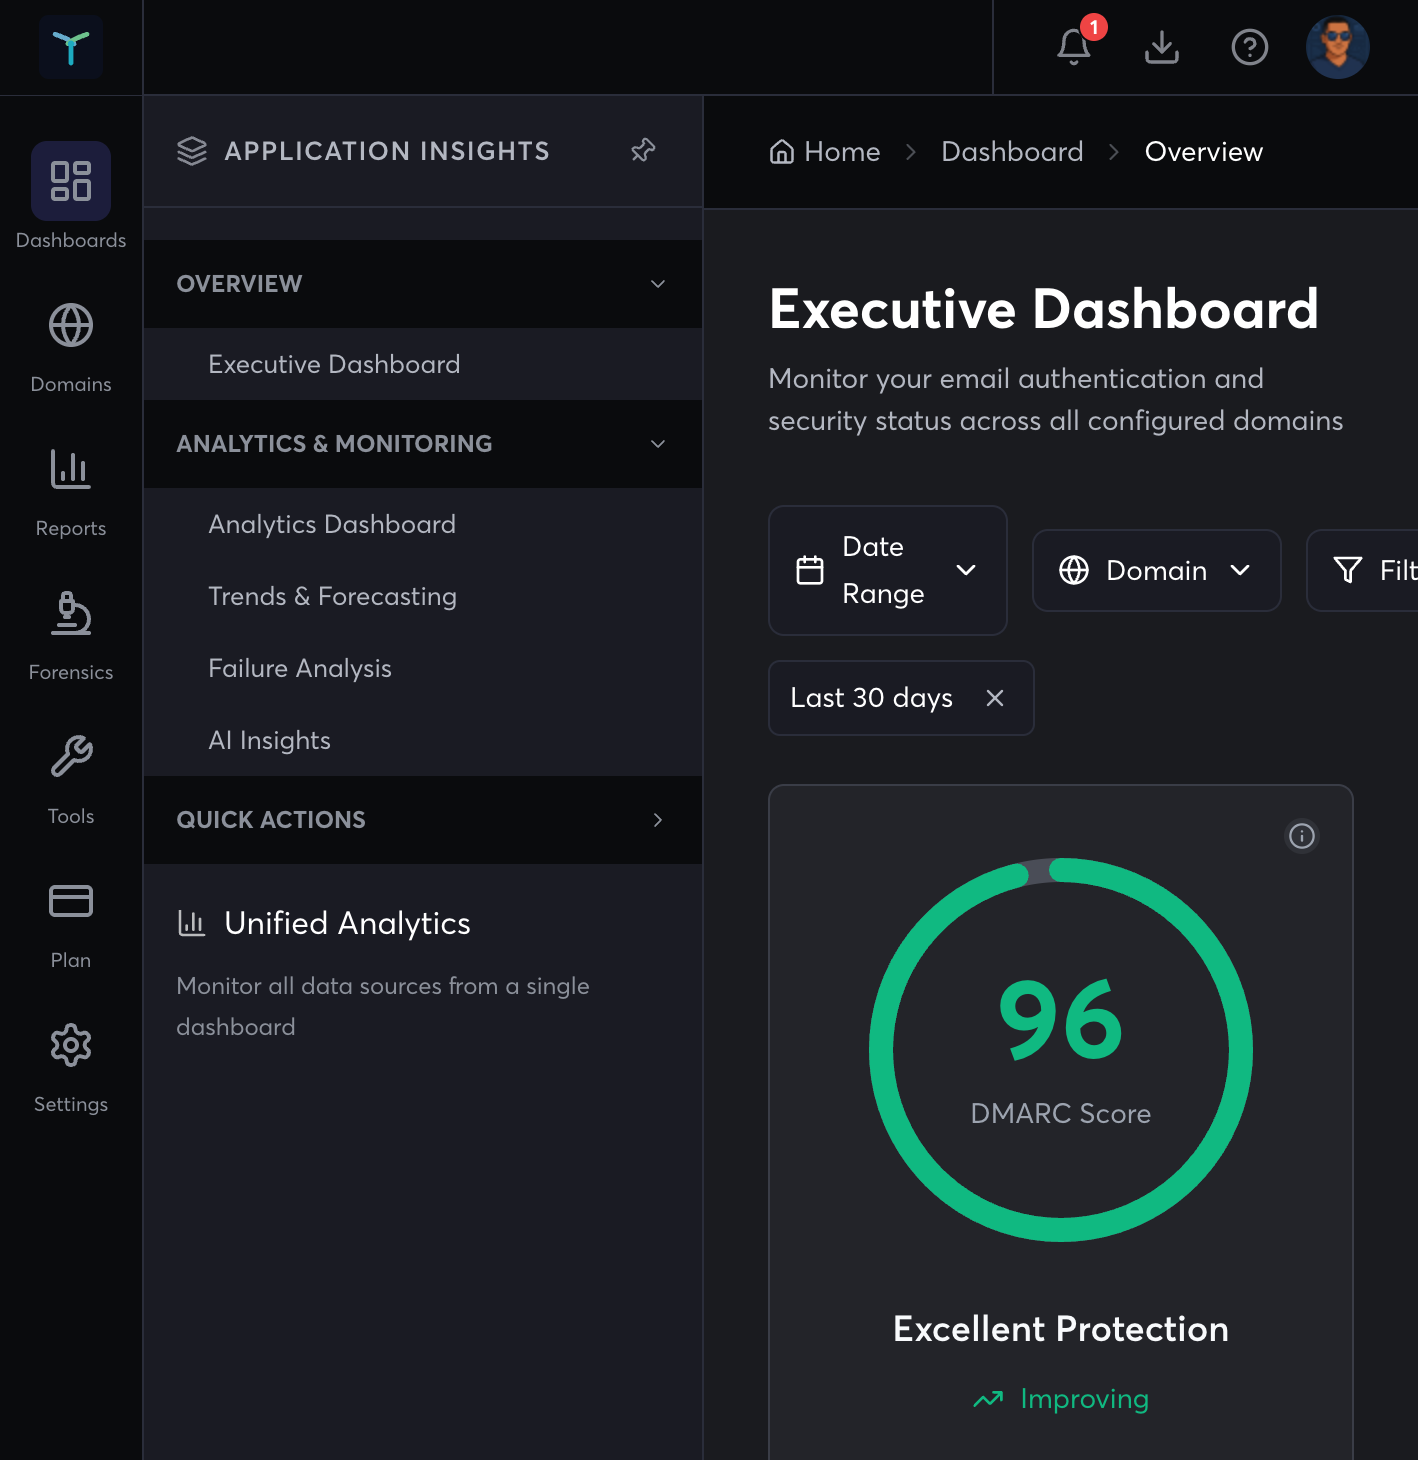 1
Dashboards
Domains
Reports
Forensics
Tools
Plan
Settings
APPLICATION INSIGHTS
OVERVIEW
Executive Dashboard
ANALYTICS & MONITORING
Analytics Dashboard
Trends & Forecasting
Failure Analysis
AI Insights
QUICK ACTIONS
Unified Analytics
Monitor all data sources from a single
dashboard
Home > Dashboard > Overview
Executive Dashboard
Monitor your email authentication and
security status across all configured domains
Date
Range
Domain
Filt
Last 30 days
96
DMARC Score
Excellent Protection
Improving